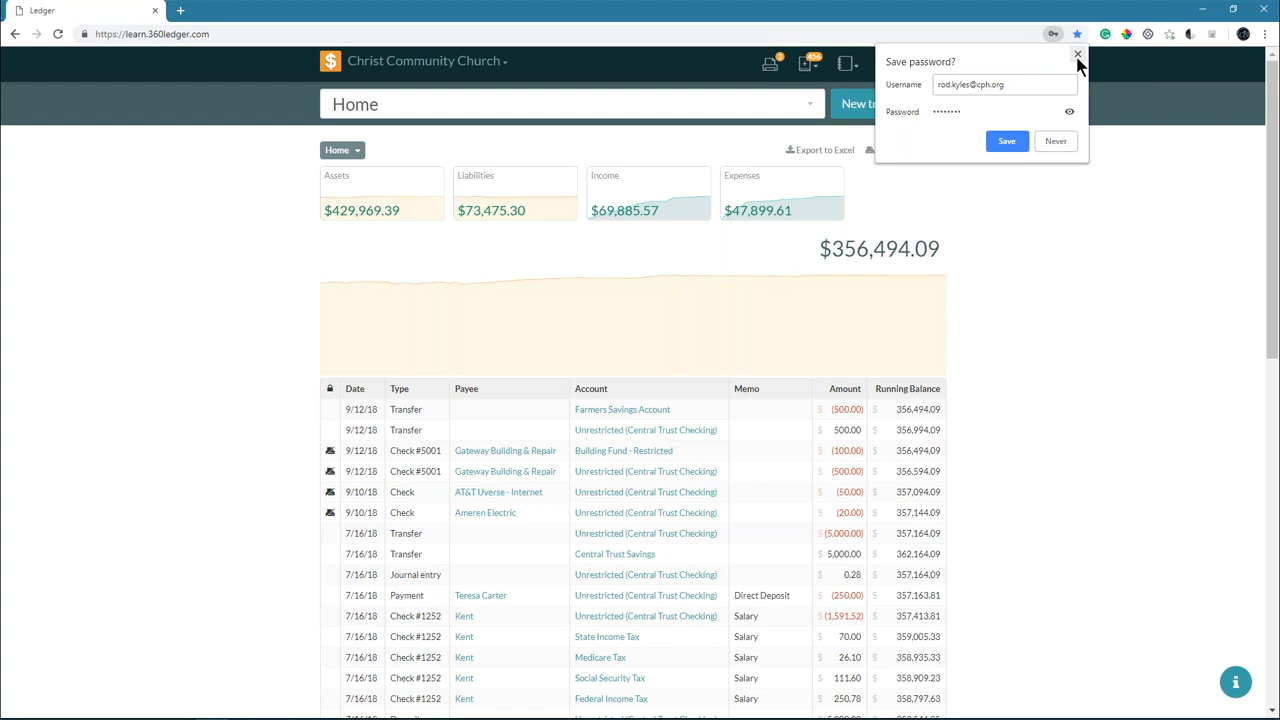 Ledger
https://learn.360ledger.com
$ Christ Community Church
3
456
Home
New
Save password?
Username rod.kyles@cph.org
Password ••••••••
Save Never
Home
Export to Excel
Assets Liabilities Income Expenses
$429,969.39 $73,475.30 $69,885.57 $47,899.61
$356,494.09
Date Type Payee Account Memo Amount Running Balance
9/12/18 Transfer Farmers Savings Account $ (500.00) $ 356,494.09
9/12/18 Transfer Unrestricted (Central Trust Checking) $ 500.00 $ 356,994.09
9/12/18 Check #5001 Gateway Building & Repair Building Fund - Restricted $ (100.00) $ 356,494.09
9/12/18 Check #5001 Gateway Building & Repair Unrestricted (Central Trust Checking) $ (500.00) $ 356,594.09
9/10/18 Check AT&T Uverse - Internet Unrestricted (Central Trust Checking) $ (50.00) $ 357,094.09
9/10/18 Check Ameren Electric Unrestricted (Central Trust Checking) $ (20.00) $ 357,144.09
7/16/18 Transfer Unrestricted (Central Trust Checking) $ (5,000.00) $ 357,164.09
7/16/18 Transfer Central Trust Savings $ 5,000.00 $ 362,164.09
7/16/18 Journal entry Unrestricted (Central Trust Checking) $ 0.28 $ 357,164.09
7/16/18 Payment Teresa Carter Unrestricted (Central Trust Checking) Direct Deposit $ (250.00) $ 357,163.81
7/16/18 Check #1252 Kent Unrestricted (Central Trust Checking) Salary $ (1,591.52) $ 357,413.81
7/16/18 Check #1252 Kent State Income Tax Salary $ 70.00 $ 359,005.33
7/16/18 Check #1252 Kent Medicare Tax Salary $ 26.10 $ 358,935.33
7/16/18 Check #1252 Kent Social Security Tax Salary $ 111.60 $ 358,909.23
7/16/18 Check #1252 Kent Federal Income Tax Salary $ 250.78 $ 358,797.63